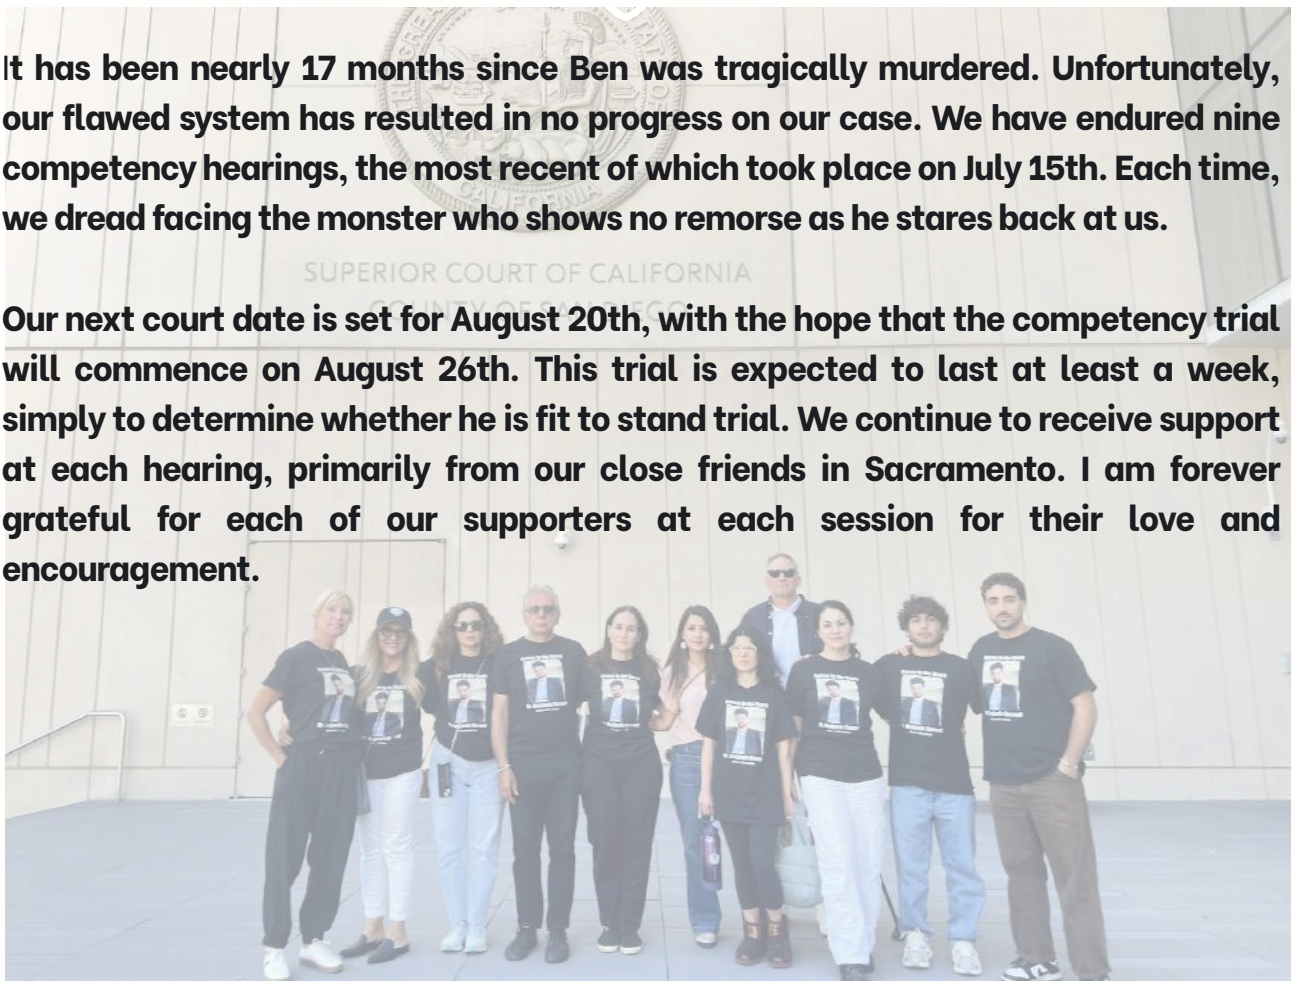 It has been nearly 17 months since Ben was tragically murdered. Unfortunately,
our flawed system has resulted in no progress on our case. We have endured nine
competency hearings, the most recent of which took place on July 15th. Each time,
we dread facing the monster who shows no remorse as he stares back at us.
SUPERIOR COURT OF CALIFORNIA
COUNTY OF SAN DIEGO
Our next court date is set for August 20th, with the hope that the competency trial
will commence on August 26th. This trial is expected to last at least a week,
simply to determine whether he is fit to stand trial. We continue to receive support
at each hearing, primarily from our close friends in Sacramento. I am forever
grateful for each of our supporters at each session for their love and
encouragement.